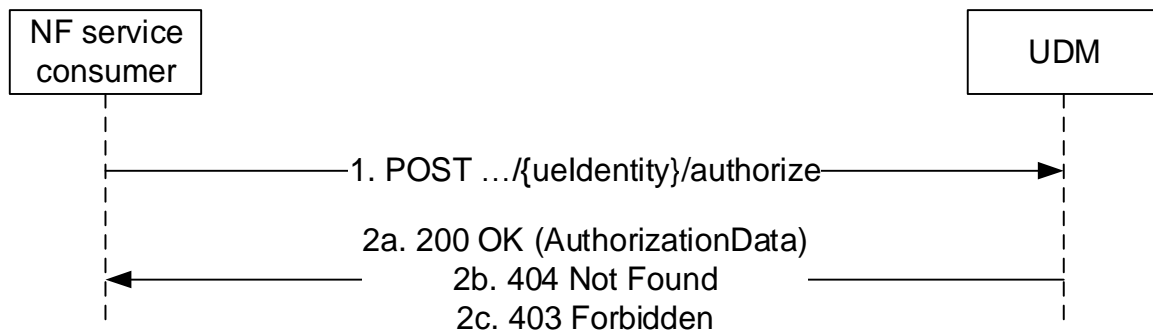 NF service
consumer
UDM
1. POST …/{ueIdentity}/authorize
2a. 200 OK (AuthorizationData)
2b. 404 Not Found
2c. 403 Forbidden